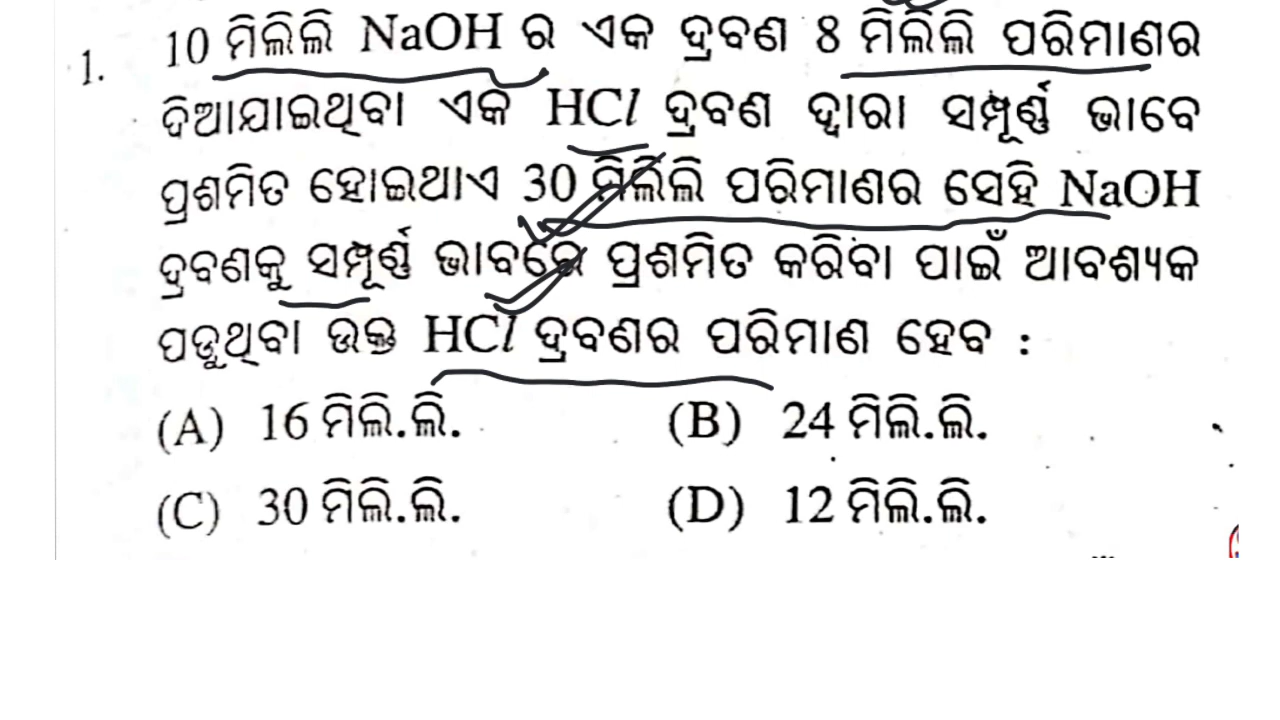 1. 10 ମିଲିଲି NaOH ର ଏକ ଦ୍ରବଣ 8 ମିଲିଲି ପରିମାଣର
ଦିଆଯାଇଥିବା ଏକ HCl ଦ୍ରବଣ ଦ୍ୱାରା ସମ୍ପୂର୍ଣ୍ଣ ଭାବେ
ପ୍ରଶମିତ ହୋଇଥାଏ 30 ମିଲିଲି ପରିମାଣର ସେହି NaOH
ଦ୍ରବଣକୁ ସମ୍ପୂର୍ଣ୍ଣ ଭାବରେ ପ୍ରଶମିତ କରିବା ପାଇଁ ଆବଶ୍ୟକ
ପଡୁଥିବା ଉକ୍ତ HCl ଦ୍ରବଣର ପରିମାଣ ହେବ :
(A) 16 ମିଲି.ଲି. (B) 24 ମିଲି.ଲି.
(C) 30 ମିଲି.ଲି. (D) 12 ମିଲି.ଲି.